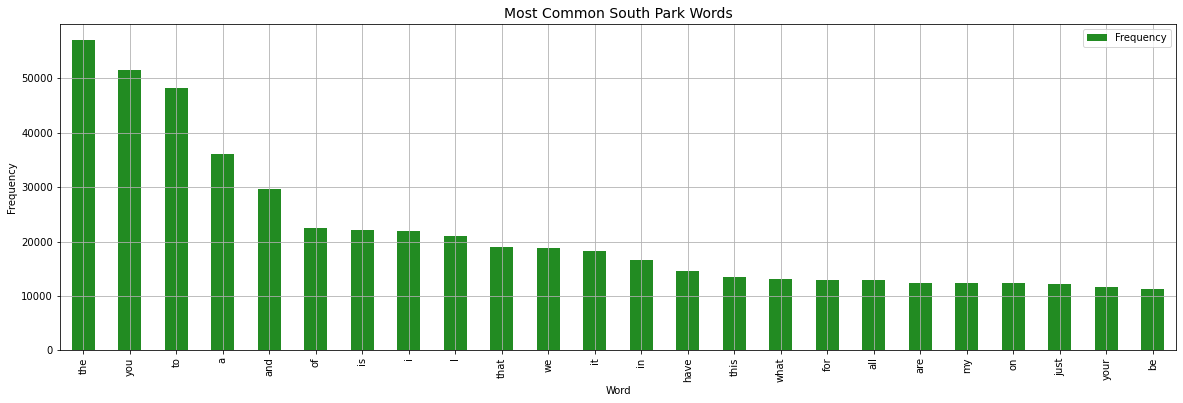 Most Common South Park Words
Frequency
50000
40000
30000
20000
10000
0
Frequency
the you to a and of is i I that we it in have this what for all are my on just your be
Word